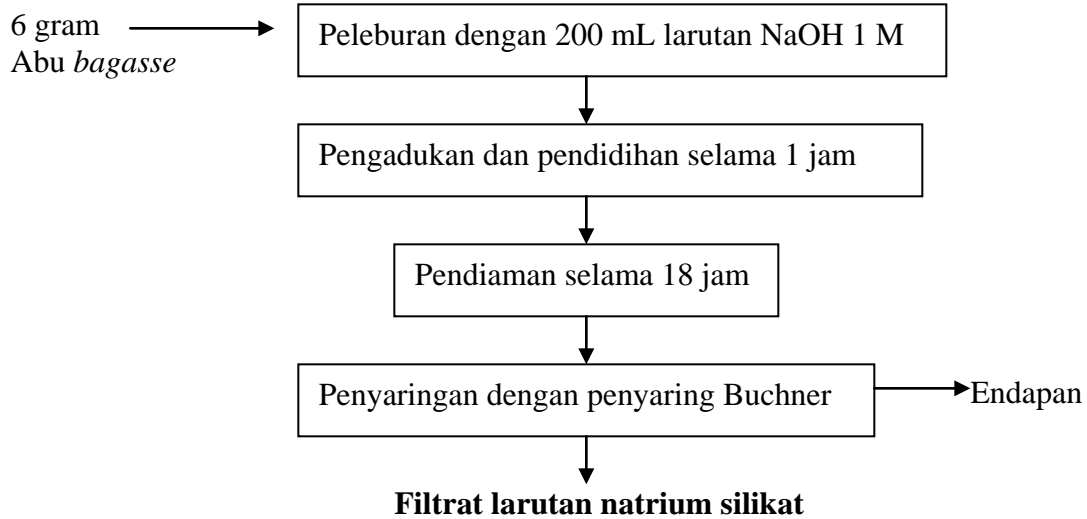 6 gram
Abu bagasse
Peleburan dengan 200 mL larutan NaOH 1 M
Pengadukan dan pendidihan selama 1 jam
Pendiaman selama 18 jam
Penyaringan dengan penyaring Buchner
Endapan
Filtrat larutan natrium silikat